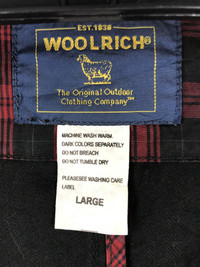 EST. 1830
WOOLRICH®
The Original Outdoor
Clothing Company™
MACHINE WASH WARM.
DARK COLORS SEPARATELY
DO NOT BREACH
DO NOT TUMBLE DRY
PLEASESEE WASHING CARE
LABEL
LARGE